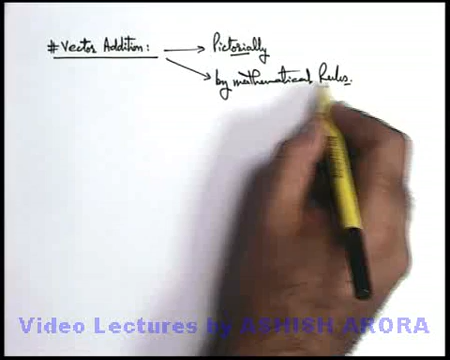 # Vector Addition: → Pictorially
→ by mathematical Rules.
Video Lectures by ASHISH ARORA